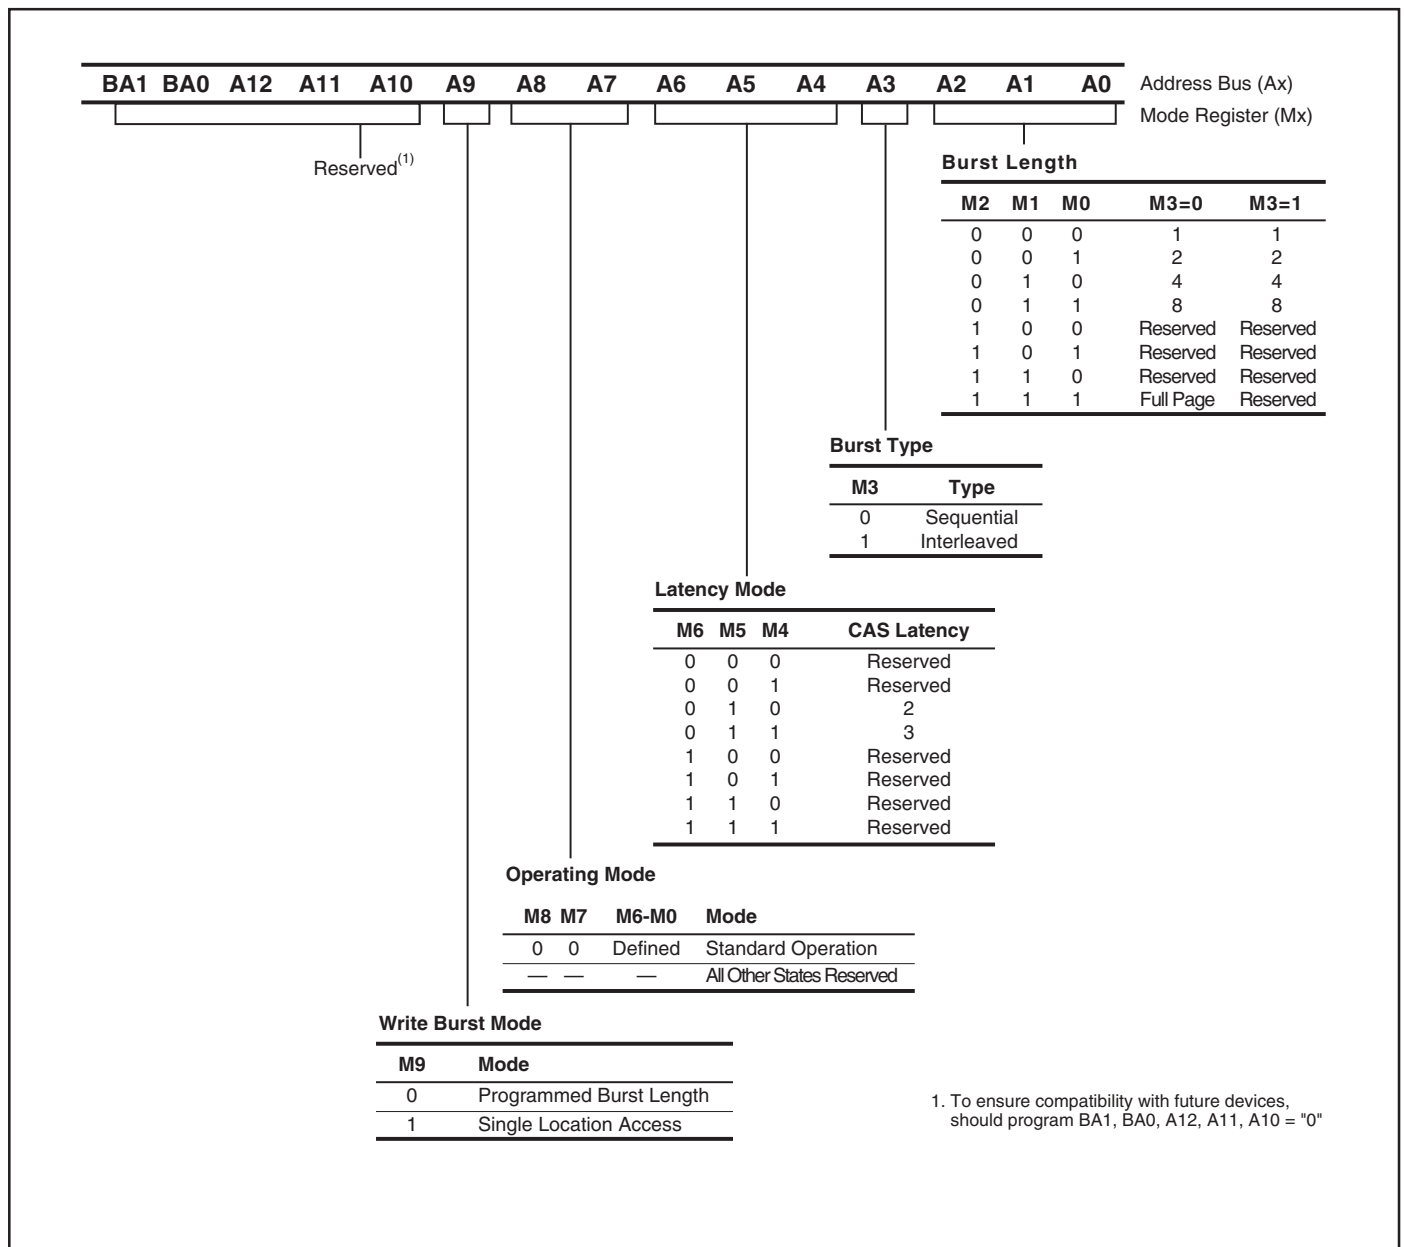 BA1 BA0 A12 A11 A10 A9 A8 A7 A6 A5 A4 A3 A2 A1 A0 Address Bus (Ax)
Mode Register (Mx)
Reserved(1)
Burst Length
M2 M1 M0 M3=0 M3=1
0 0 0 1 1
0 0 1 2 2
0 1 0 4 4
0 1 1 8 8
1 0 0 Reserved Reserved
1 0 1 Reserved Reserved
1 1 0 Reserved Reserved
1 1 1 Full Page Reserved
Burst Type
M3 Type
0 Sequential
1 Interleaved
Latency Mode
M6 M5 M4 CAS Latency
0 0 0 Reserved
0 0 1 Reserved
0 1 0 2
0 1 1 3
1 0 0 Reserved
1 0 1 Reserved
1 1 0 Reserved
1 1 1 Reserved
Operating Mode
M8 M7 M6-M0 Mode
0 0 Defined Standard Operation
— — — All Other States Reserved
Write Burst Mode
M9 Mode
0 Programmed Burst Length
1 Single Location Access
1. To ensure compatibility with future devices,
should program BA1, BA0, A12, A11, A10 = "0"